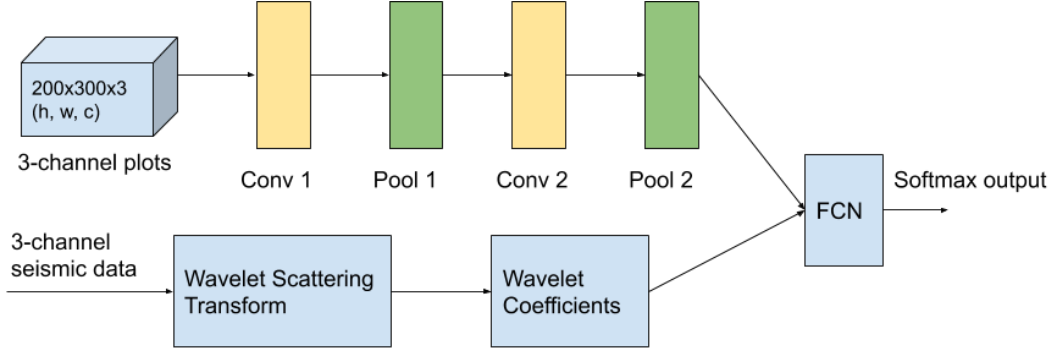 200x300x3
(h, w, c)
3-channel plots
Conv 1
Pool 1
Conv 2
Pool 2
FCN
Softmax output
3-channel
seismic data
Wavelet Scattering
Transform
Wavelet
Coefficients